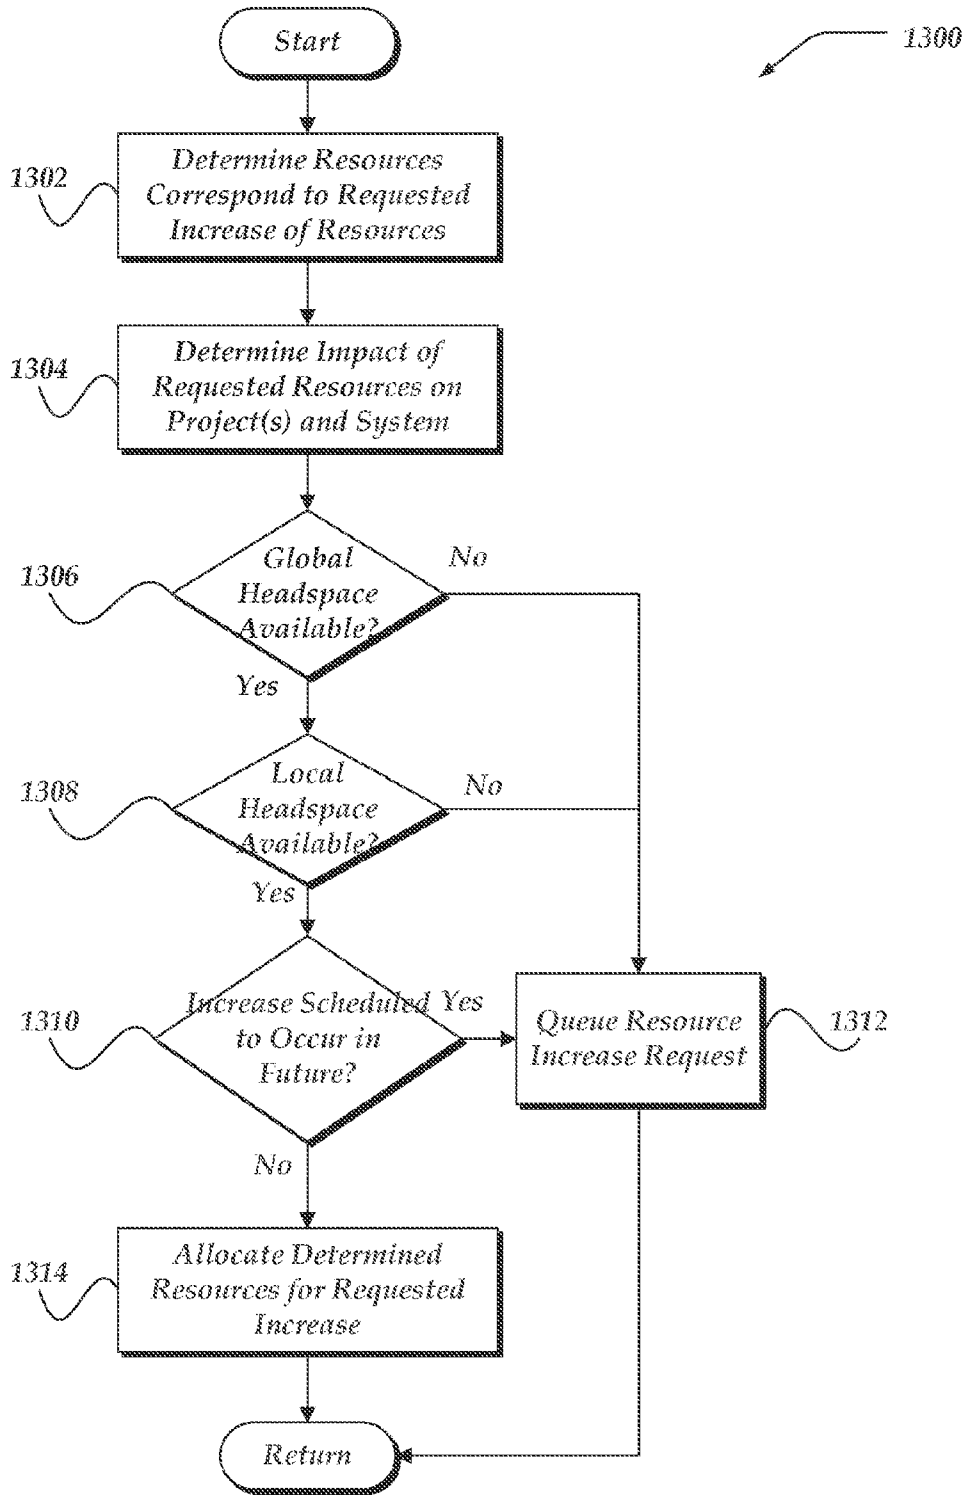 Start
1300
1302
Determine Resources
Correspond to Requested
Increase of Resources
1304
Determine Impact of
Requested Resources on
Project(s) and System
1306
Global
Headspace
Available?
No
Yes
1308
Local
Headspace
Available?
No
Yes
1310
Increase Scheduled
to Occur in
Future?
Yes
Queue Resource
Increase Request
1312
No
1314
Allocate Determined
Resources for Requested
Increase
Return